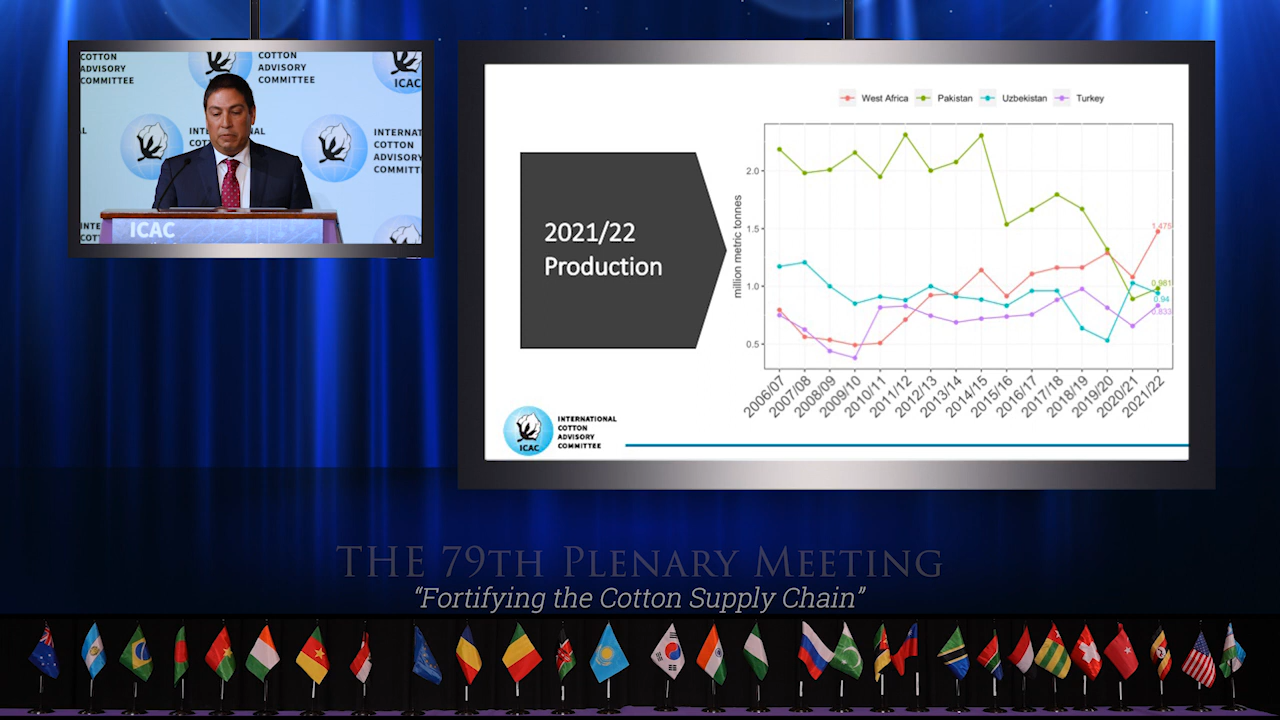 COTTON
ADVISORY
COMMITTEE
COTTON
ADVISORY
COMMITTEE
ICAC
INTERNATIONAL
COTTON
ADVISORY
ICAC
2021/22
Production
West Africa
Pakistan
Uzbekistan
Turkey
million metric tonnes
2.0
1.5
1.0
0.5
1.475
0.981
0.94
0.833
2006/07
2007/08
2008/09
2009/10
2010/11
2011/12
2012/13
2013/14
2014/15
2015/16
2016/17
2017/18
2018/19
2019/20
2020/21
2021/22
ICAC
INTERNATIONAL
COTTON
ADVISORY
COMMITTEE
THE 79TH PLENARY MEETING
“Fortifying the Cotton Supply Chain”